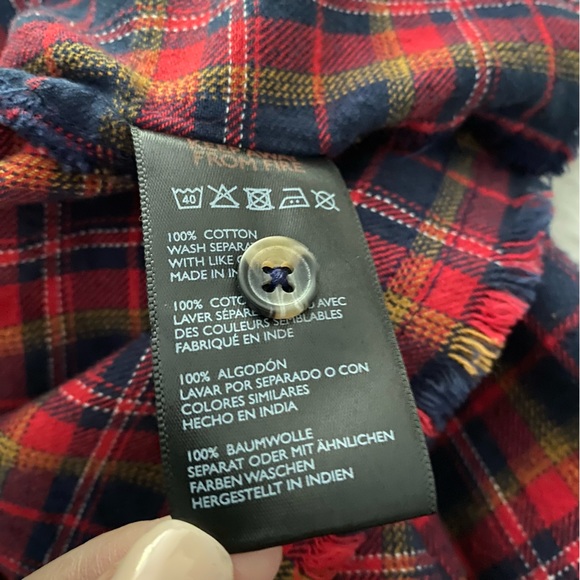 FROM FIRE
40
100% COTTON
WASH SEPARA
WITH LIKE
MADE IN IN
100% COTO
LAVER SÉPARÉ OU AVEC
DES COULEURS SEMBLABLES
FABRIQUÉ EN INDE
100% ALGODÓN
LAVAR POR SEPARADO O CON
COLORES SIMILARES
HECHO EN INDIA
100% BAUMWOLLE
SEPARAT ODER MIT ÄHNLICHEN
FARBEN WASCHEN
HERGESTELLT IN INDIEN